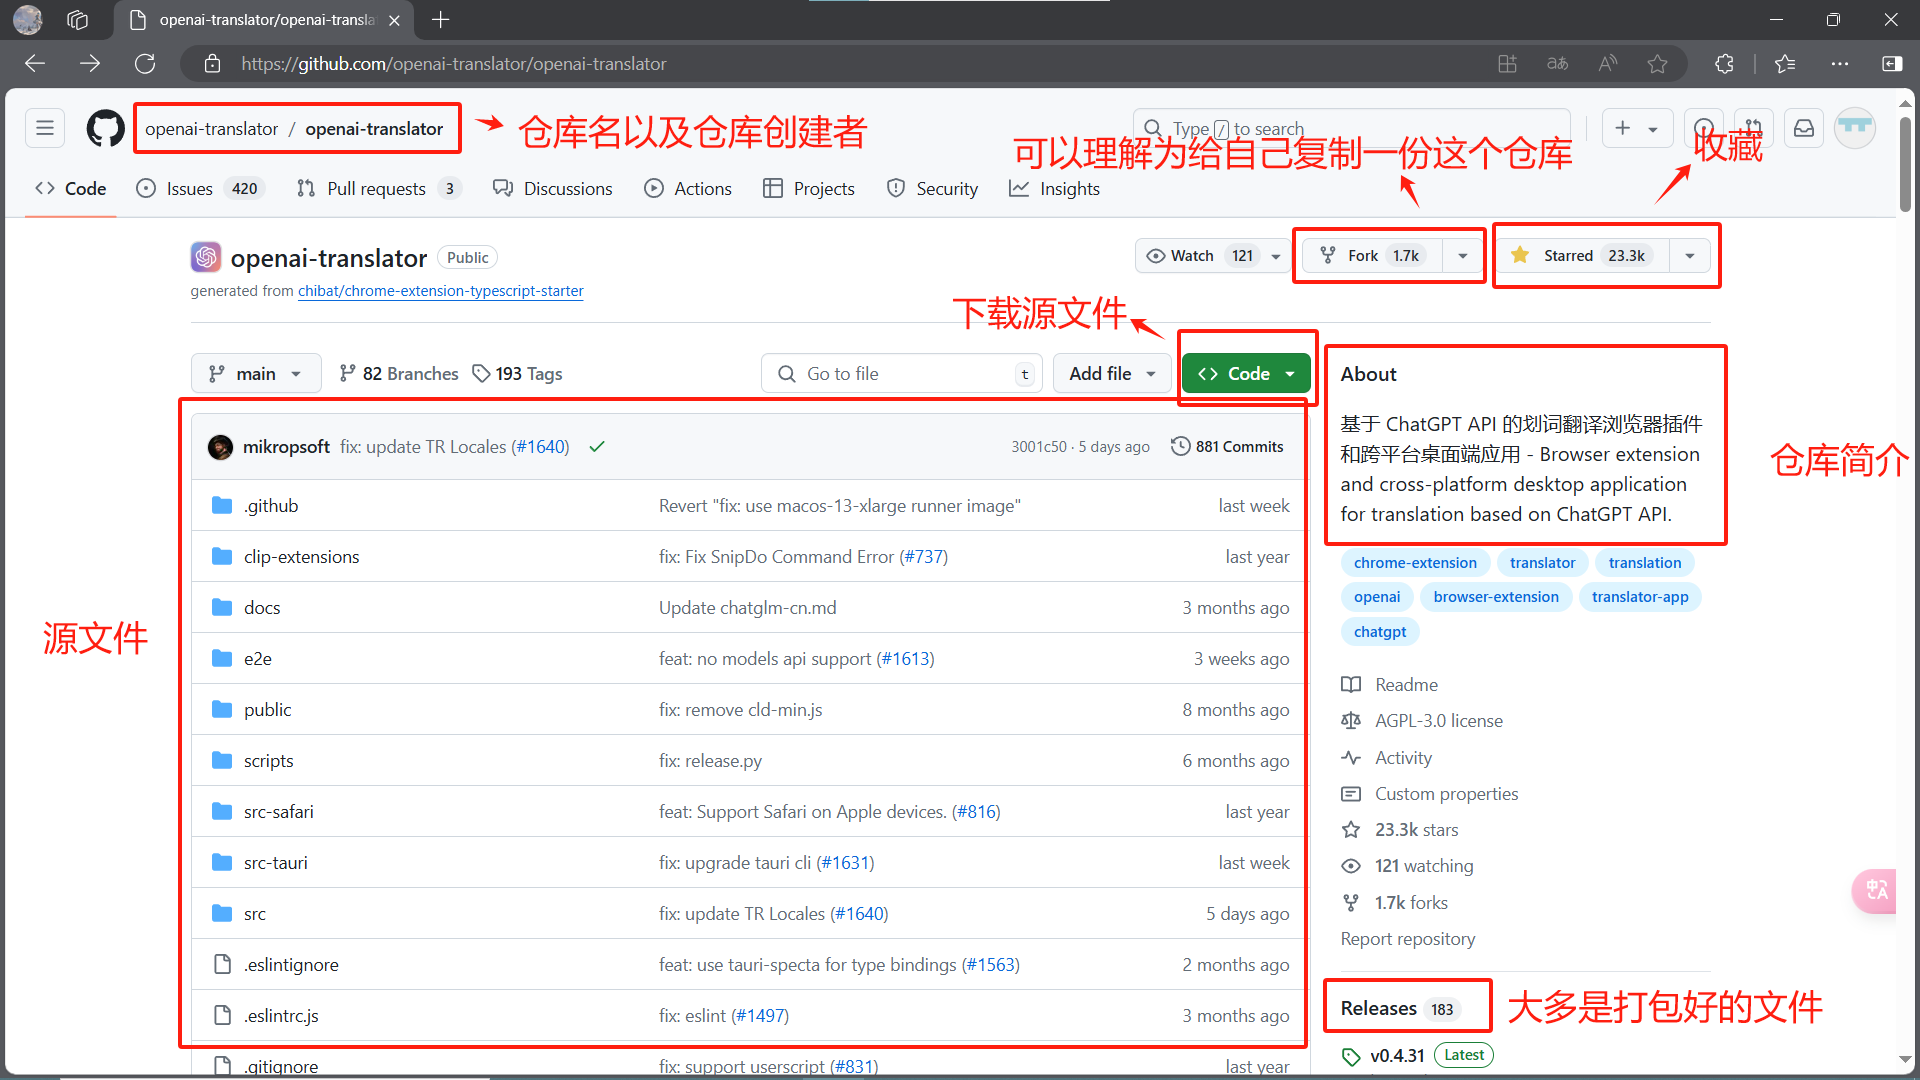 openai-translator/openai-transla
https://github.com/openai-translator/openai-translator
openai-translator / openai-translator
仓库名以及仓库创建者
Type / to search
可以理解为给自己复制一份这个仓库
收藏
Code
Issues 420
Pull requests 3
Discussions
Actions
Projects
Security
Insights
openai-translator Public
Watch 121
Fork 1.7k
Starred 23.3k
generated from chibat/chrome-extension-typescript-starter
下载源文件
main
82 Branches
193 Tags
Go to file t
Add file
Code
About
基于 ChatGPT API 的划词翻译浏览器插件
和跨平台桌面端应用 - Browser extension
and cross-platform desktop application
for translation based on ChatGPT API.
仓库简介
mikropsoft fix: update TR Locales (#1640) 3001c50 · 5 days ago 881 Commits
.github Revert "fix: use macos-13-xlarge runner image" last week
clip-extensions fix: Fix SnipDo Command Error (#737) last year
docs Update chatglm-cn.md 3 months ago
源文件
e2e feat: no models api support (#1613) 3 weeks ago
public fix: remove cld-min.js 8 months ago
scripts fix: release.py 6 months ago
src-safari feat: Support Safari on Apple devices. (#816) last year
src-tauri fix: upgrade tauri cli (#1631) last week
src fix: update TR Locales (#1640) 5 days ago
.eslintignore feat: use tauri-specta for type bindings (#1563) 2 months ago
.eslintrc.js fix: eslint (#1497) 3 months ago
.gitignore fix: support userscript (#831) last year
chrome-extension translator translation
openai browser-extension translator-app
chatgpt
Readme
AGPL-3.0 license
Activity
Custom properties
23.3k stars
121 watching
1.7k forks
Report repository
Releases 183
大多是打包好的文件
v0.4.31 Latest